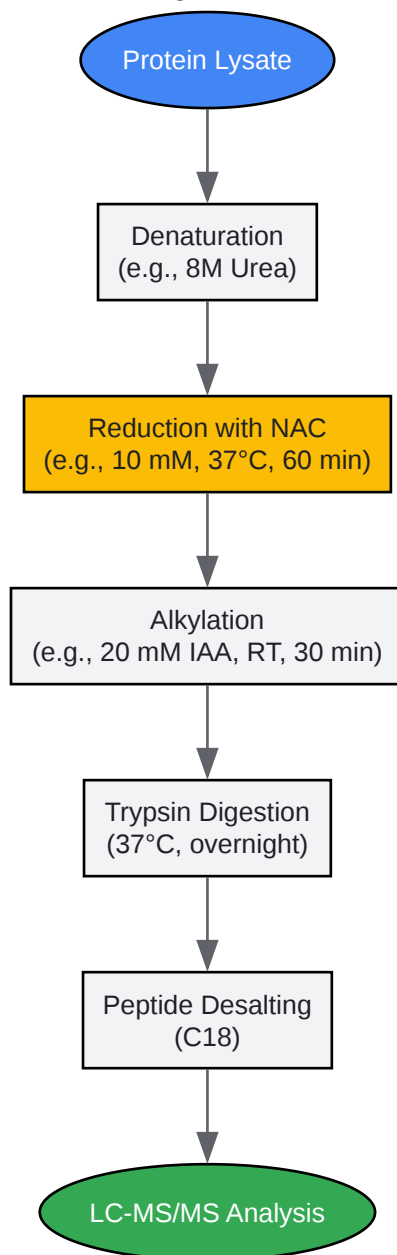 Protein Lysate
Denaturation
(e.g., 8M Urea)
Reduction with NAC
(e.g., 10 mM, 37°C, 60 min)
Alkylation
(e.g., 20 mM IAA, RT, 30 min)
Trypsin Digestion
(37°C, overnight)
Peptide Desalting
(C18)
LC-MS/MS Analysis